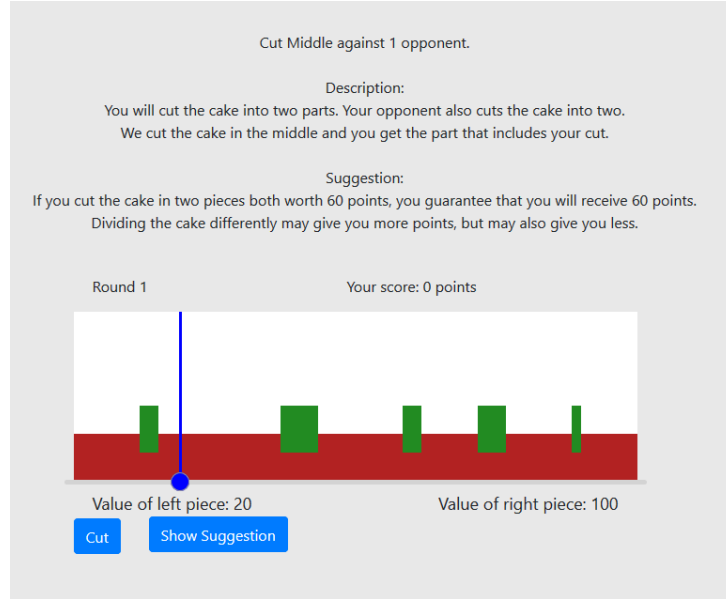 Cut Middle against 1 opponent.
Description:
You will cut the cake into two parts. Your opponent also cuts the cake into two.
We cut the cake in the middle and you get the part that includes your cut.
Suggestion:
If you cut the cake in two pieces both worth 60 points, you guarantee that you will receive 60 points.
Dividing the cake differently may give you more points, but may also give you less.
Round 1
Your score: 0 points
Value of left piece: 20
Value of right piece: 100
Cut
Show Suggestion